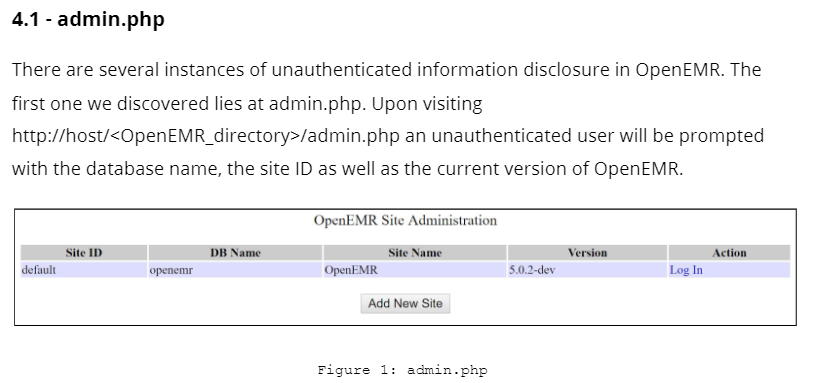 4.1 - admin.php
There are several instances of unauthenticated information disclosure in OpenEMR. The
first one we discovered lies at admin.php. Upon visiting
http://host/<OpenEMR_directory>/admin.php an unauthenticated user will be prompted
with the database name, the site ID as well as the current version of OpenEMR.
OpenEMR Site Administration
Site ID DB Name Site Name Version Action
default openemr OpenEMR 5.0.2-dev Log In
Add New Site
Figure 1: admin.php